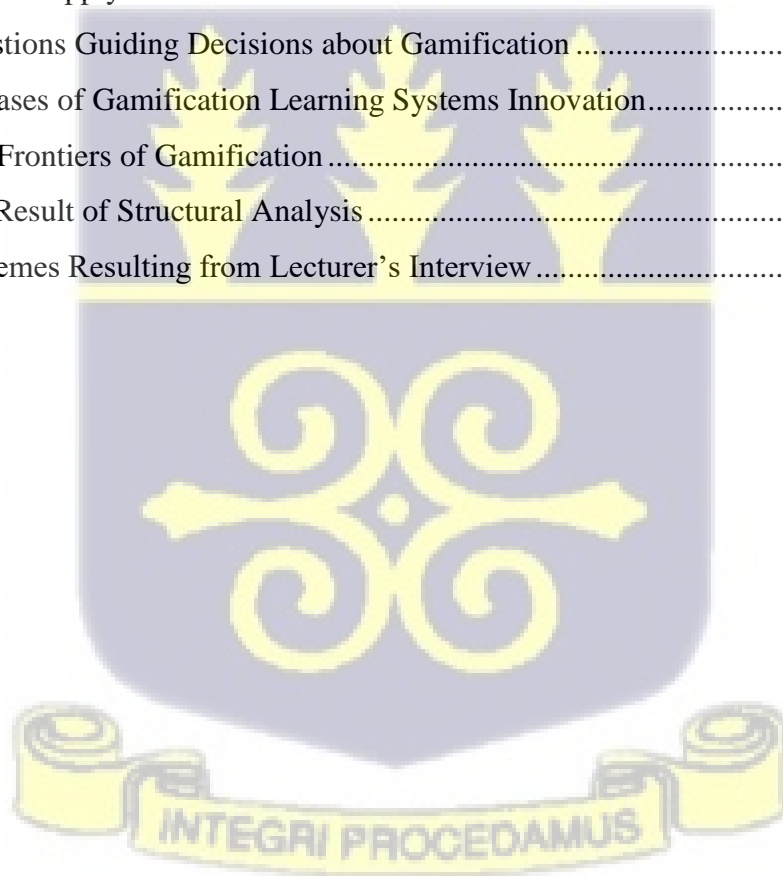 stions Guiding Decisions about Gamification ........................
ases of Gamification Learning Systems Innovation................
Frontiers of Gamification ........................................................
Result of Structural Analysis ...................................................
emes Resulting from Lecturer’s Interview ..............................
INTEGRI PROCEDAMUS